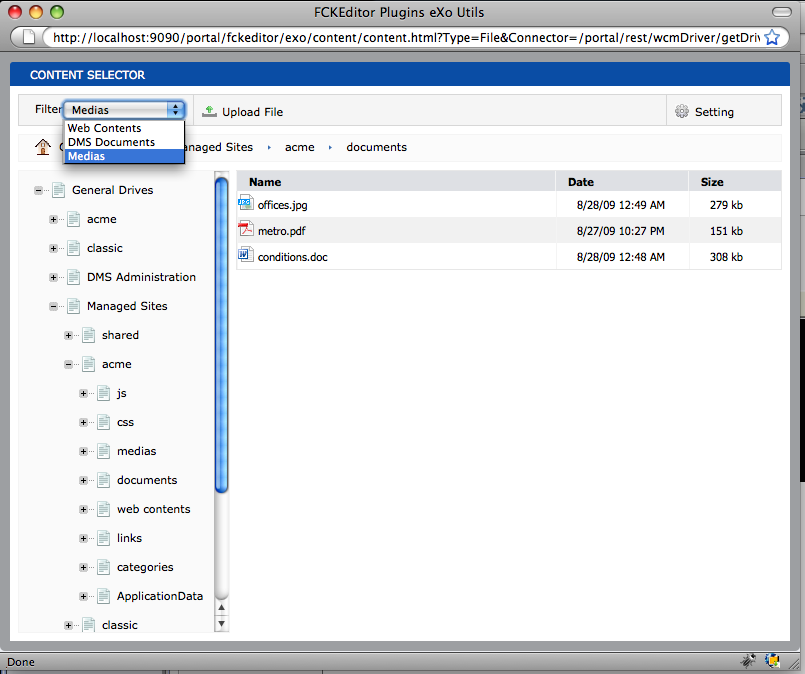 FCKEditor Plugins eXo Utils
http://localhost:9090/portal/fckeditor/exo/content/content.html?Type=File&Connector=/portal/rest/wcmDriver/getDriv
CONTENT SELECTOR
Filter Medias Upload File Setting
Web Contents
DMS Documents
Medias
anaged Sites acme documents
General Drives
acme
classic
DMS Administration
Managed Sites
shared
acme
js
css
medias
documents
web contents
links
categories
ApplicationData
classic
Name Date Size
offices.jpg 8/28/09 12:49 AM 279 kb
metro.pdf 8/27/09 10:27 PM 151 kb
conditions.doc 8/28/09 12:48 AM 308 kb
Done